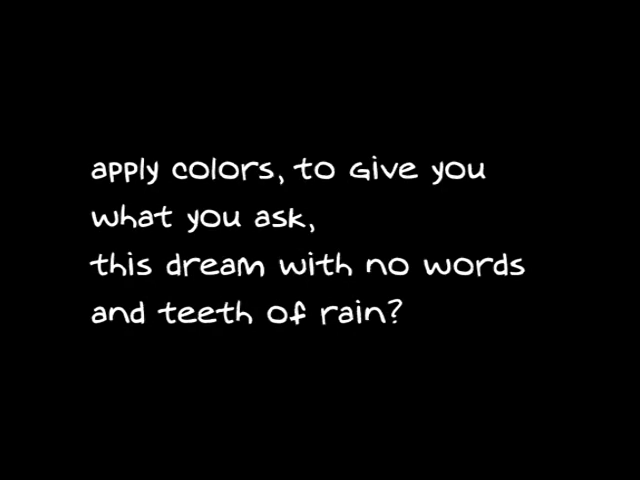 apply colors, to Give you
what you ask,
this dream with no words
and teeth of rain?